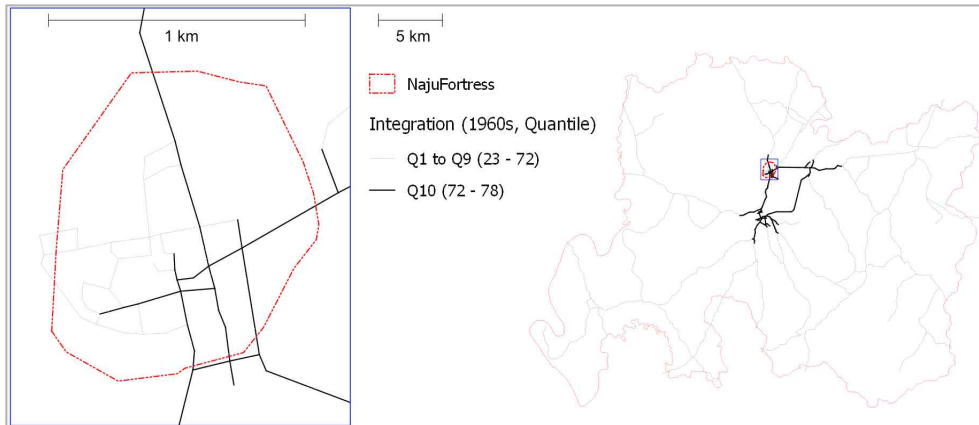 1 km
5 km
NajuFortress
Integration (1960s, Quantile)
Q1 to Q9 (23 - 72)
Q10 (72 - 78)